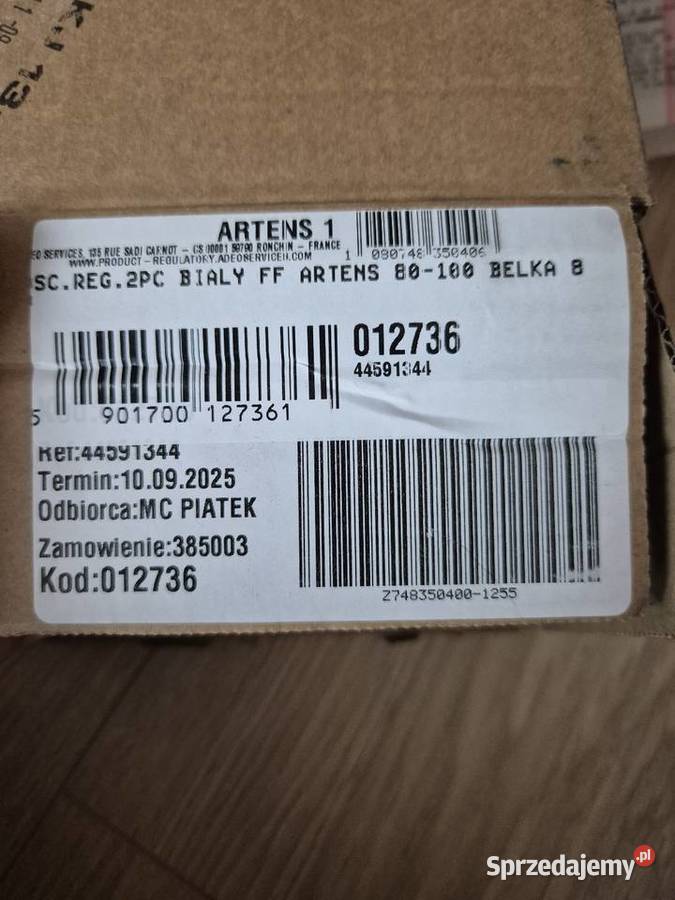 ARTENS 1
EO SERVICES, 135 RUE SADI CARNOT - CS 00001 59790 RONCHIN - FRANCE
WWW.PRODUCT-REGULATORY.ADEOSERVICEII.COM
1 090748 350406
SC.REG.2PC BIALY FF ARTENS 80-100 BELKA 8
012736
44591344
5 901700 127361
Ref:44591344
Termin:10.09.2025
Odbiorca:MC PIATEK
Zamowienie:385003
Kod:012736
Z748350400-1255
Sprzedajemy.pl